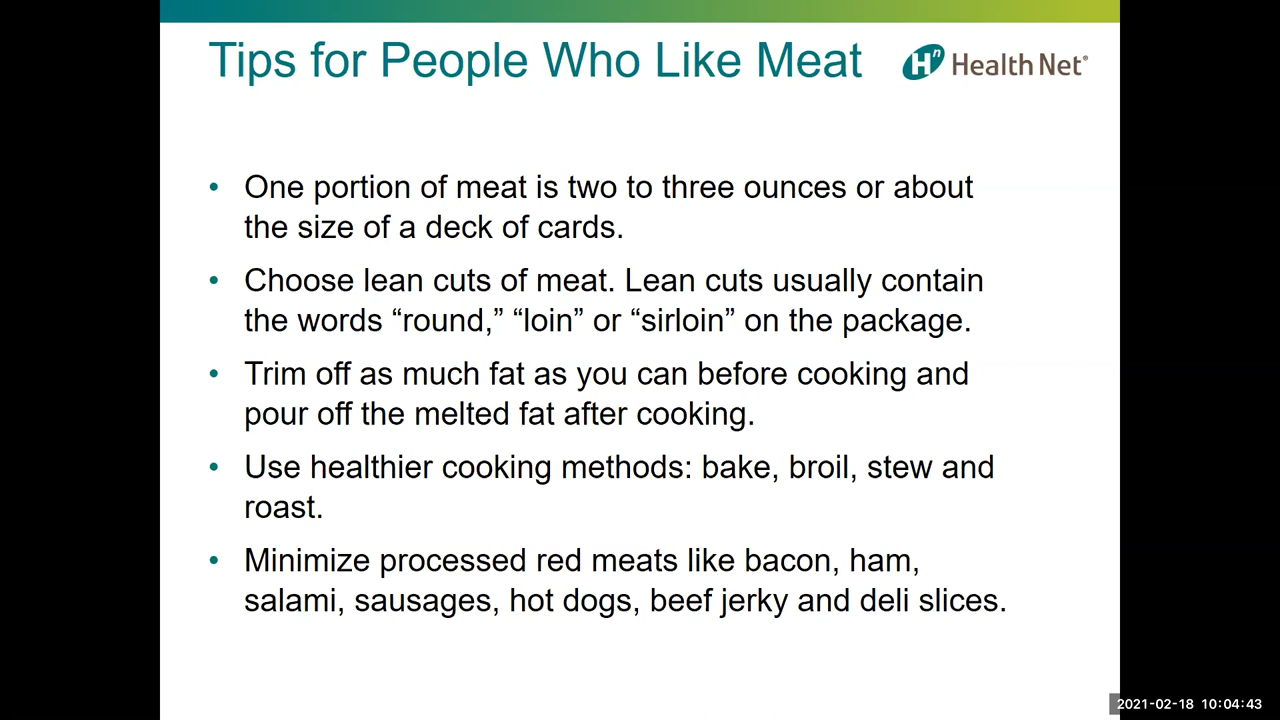 Tips for People Who Like Meat
Hn Health Net®
• One portion of meat is two to three ounces or about
the size of a deck of cards.
• Choose lean cuts of meat. Lean cuts usually contain
the words “round,” “loin” or “sirloin” on the package.
• Trim off as much fat as you can before cooking and
pour off the melted fat after cooking.
• Use healthier cooking methods: bake, broil, stew and
roast.
• Minimize processed red meats like bacon, ham,
salami, sausages, hot dogs, beef jerky and deli slices.
2021-02-18 10:04:43